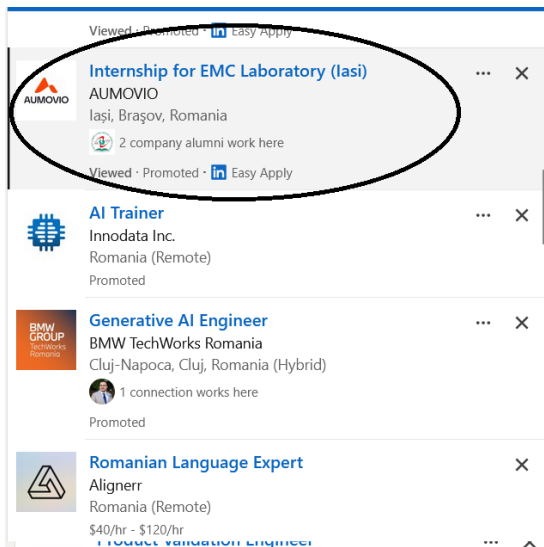 Viewed · Promoted · in Easy Apply
Internship for EMC Laboratory (Iasi)
AUMOVIO
AUMOVIO
Iași, Brașov, Romania
2 company alumni work here
Viewed · Promoted · in Easy Apply
AI Trainer
Innodata Inc.
Romania (Remote)
Promoted
BMW
GROUP
TechWorks
Romania
Generative AI Engineer
BMW TechWorks Romania
Cluj-Napoca, Cluj, Romania (Hybrid)
1 connection works here
Promoted
Romanian Language Expert
Alignerr
Romania (Remote)
$40/hr - $120/hr
Product Validation Engineer